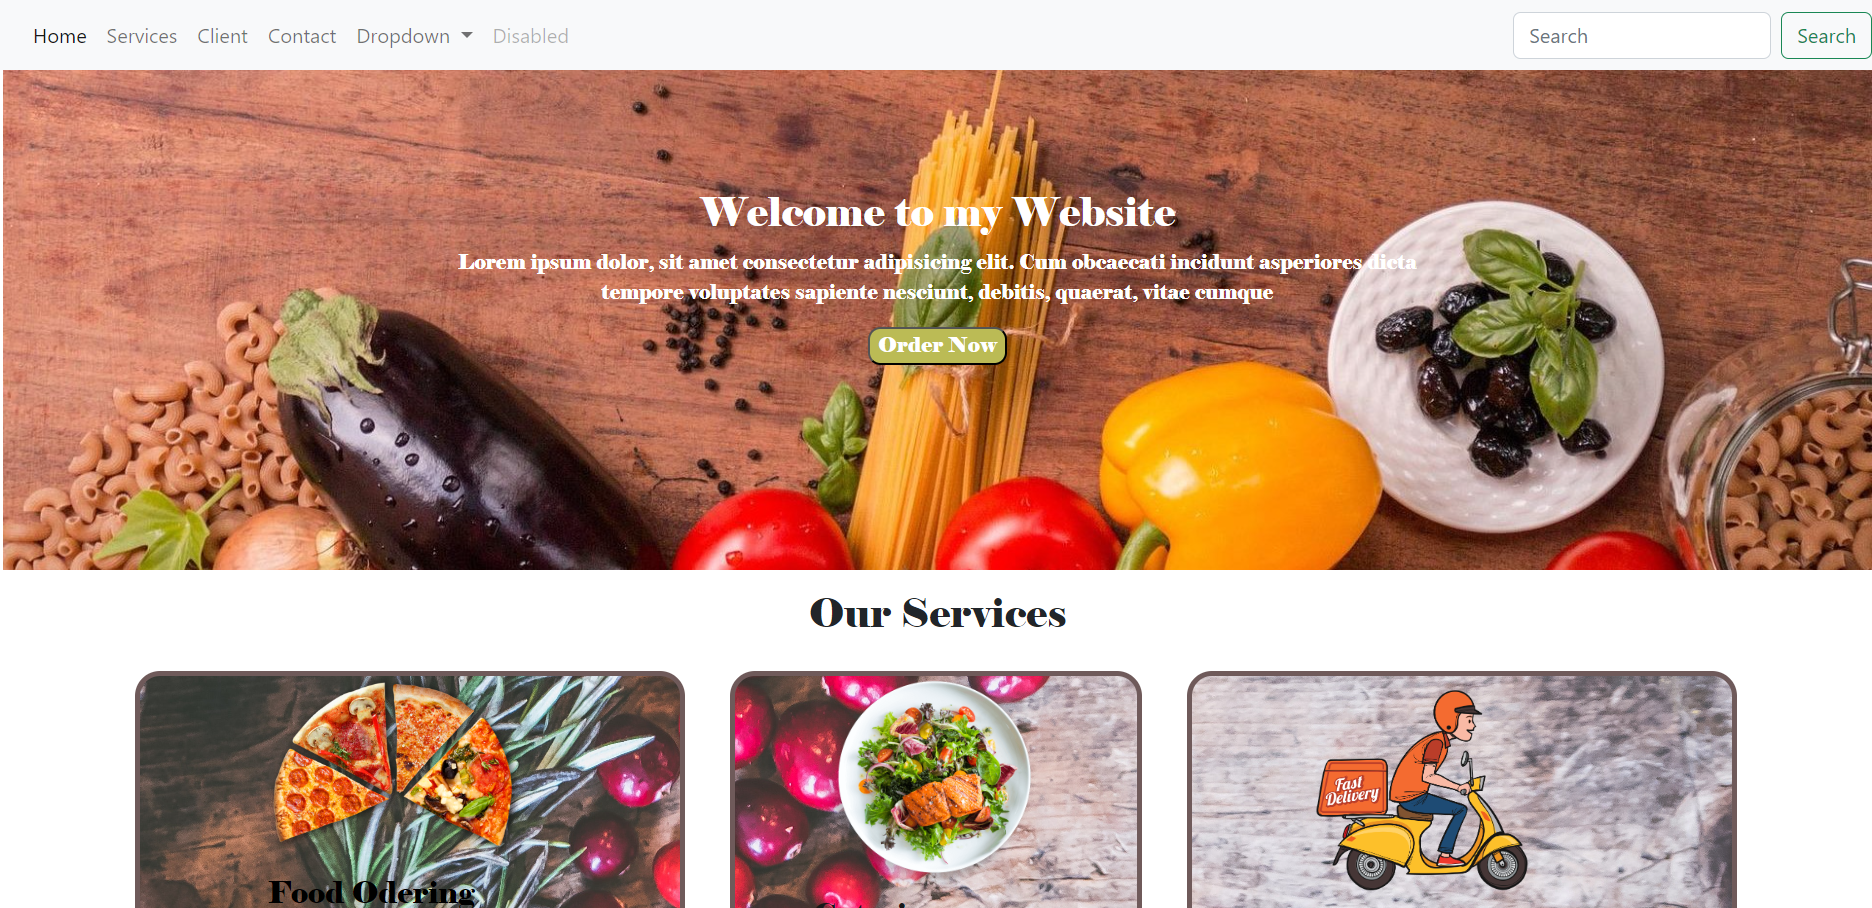 Home Services Client Contact Dropdown Disabled Search Search
Welcome to my Website
Lorem ipsum dolor, sit amet consectetur adipisicing elit. Cum obcaecati incidunt asperiores dicta
tempore voluptates sapiente nesciunt, debitis, quaerat, vitae cumque
Order Now
Our Services
Fast
Delivery
Food Odering